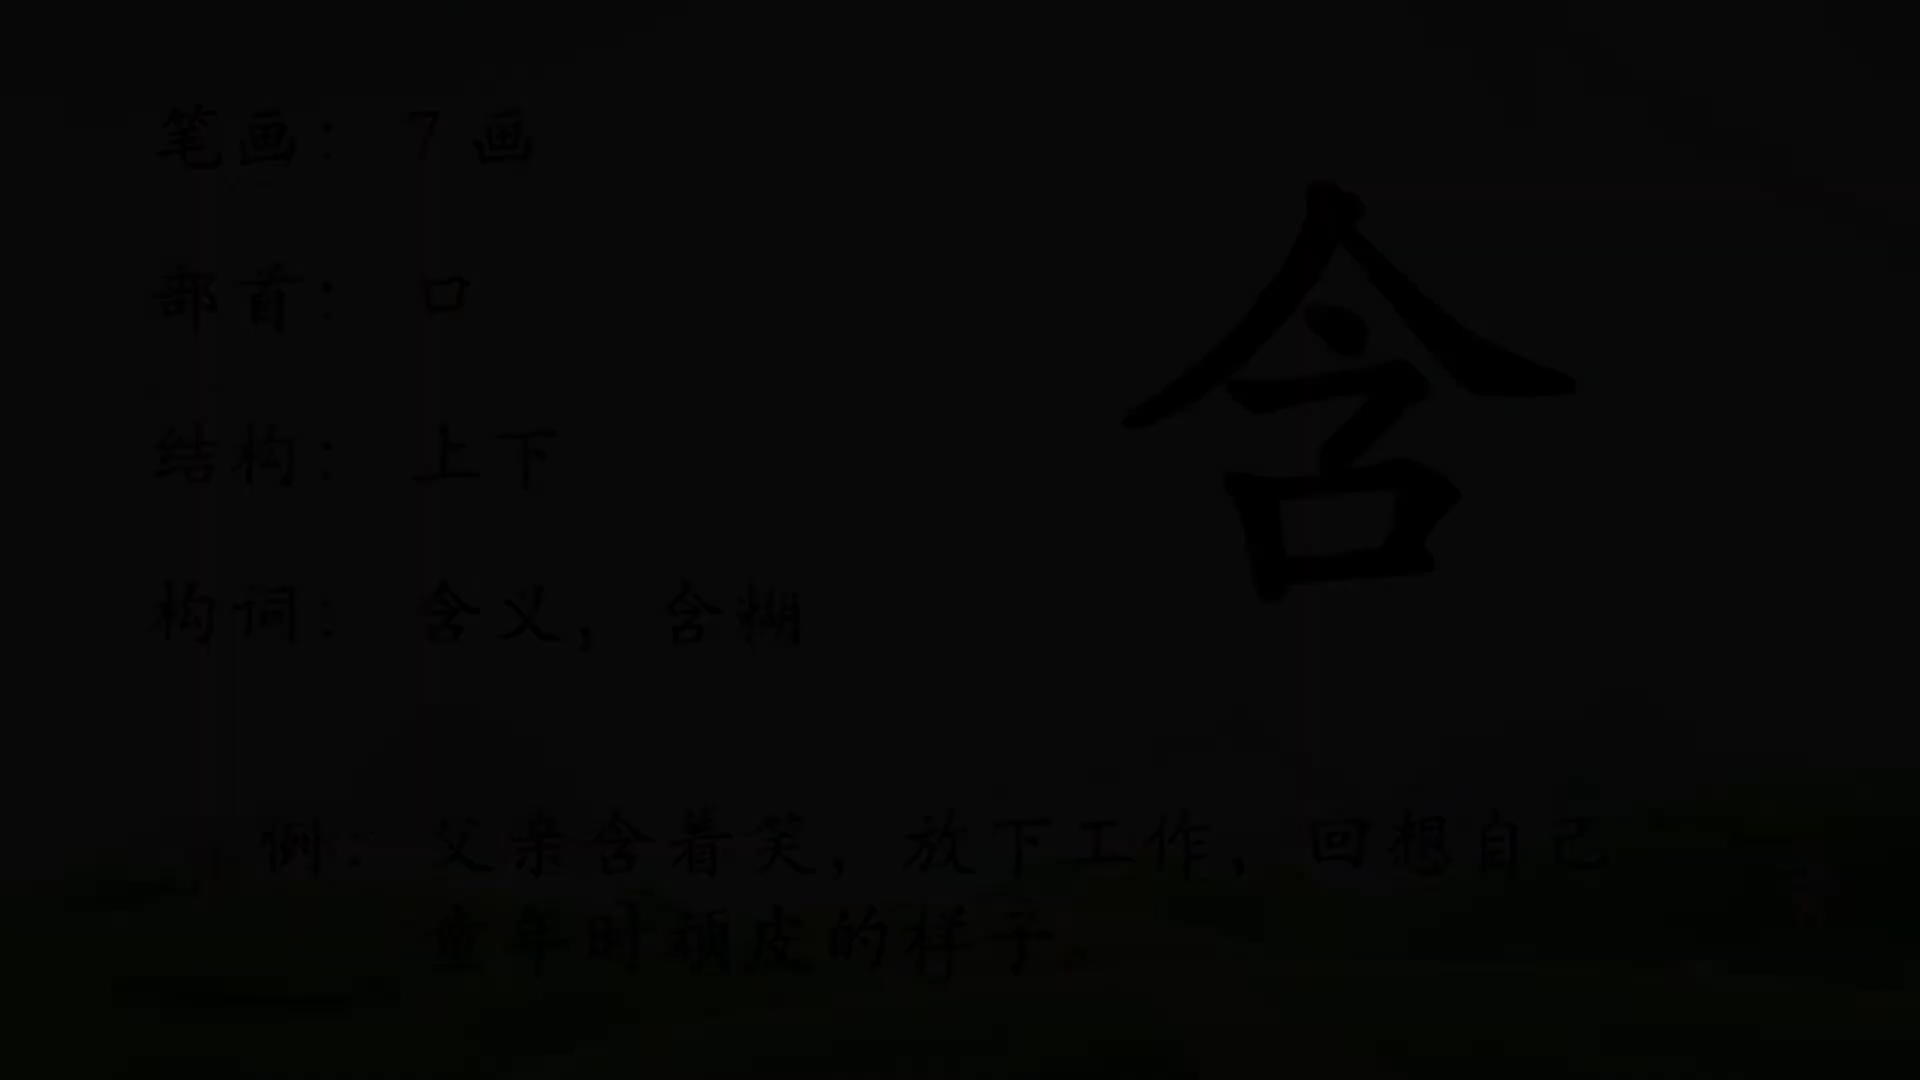 笔画： 7 画
含
部首： 口
结构： 上下
构词： 含义，含糊
例：父亲含着笑，放下工作，回想自己
童年时顽皮的样子。